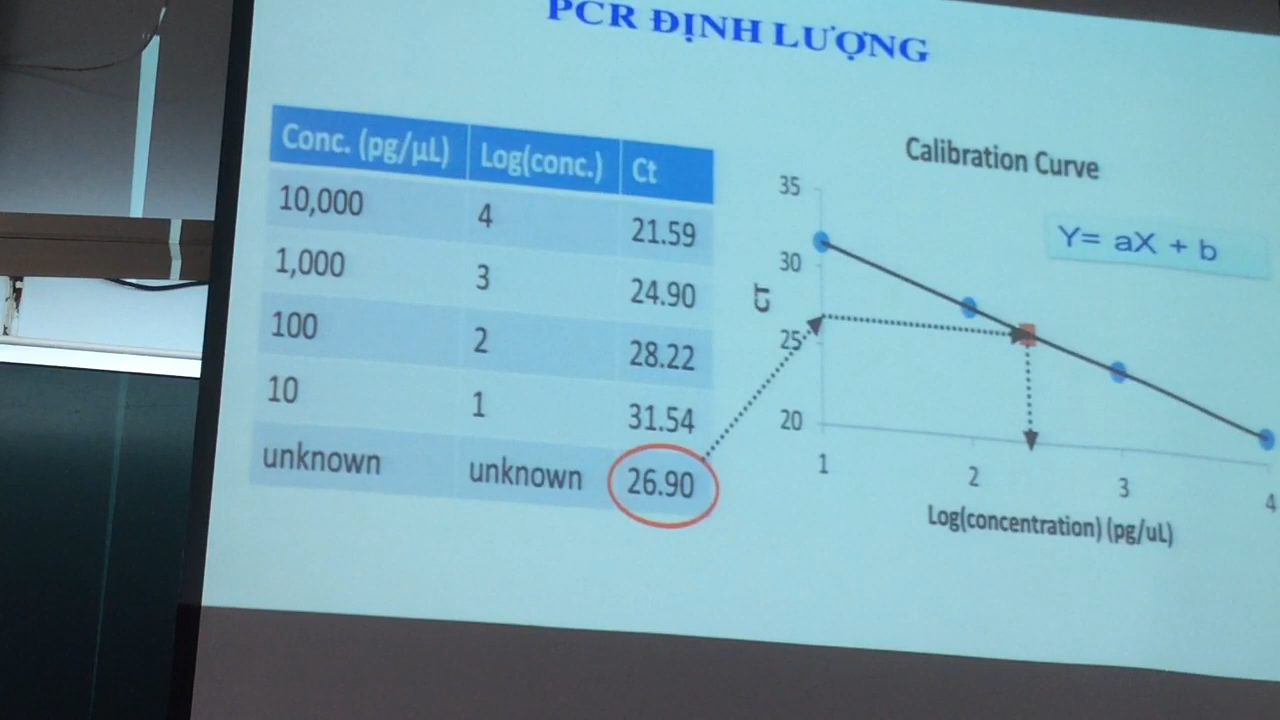 PCR ĐỊNH LƯỢNG
Conc. (pg/µL) Log(conc.) Ct
10,000 4 21.59
1,000 3 24.90
100 2 28.22
10 1 31.54
unknown unknown 26.90
Calibration Curve
Y= aX + b
35
30
25
20
CT
1 2 3 4
Log(concentration) (pg/uL)